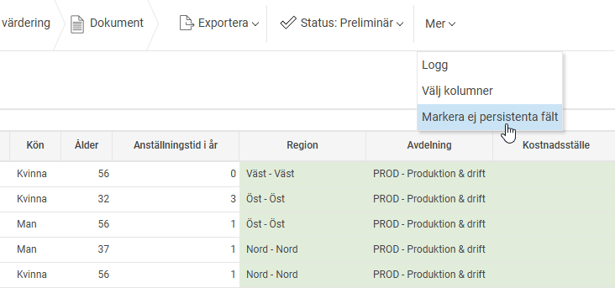 värdering Dokument Exportera Status: Preliminär Mer
Logg
Välj kolumner
Markera ej persistenta fält
Kön Ålder Anställningstid i år Region Avdelning Kostnadsställe
Kvinna 56 0 Väst - Väst PROD - Produktion & drift
Kvinna 32 3 Öst - Öst PROD - Produktion & drift
Man 56 1 Öst - Öst PROD - Produktion & drift
Man 37 1 Nord - Nord PROD - Produktion & drift
Kvinna 56 1 Nord - Nord PROD - Produktion & drift